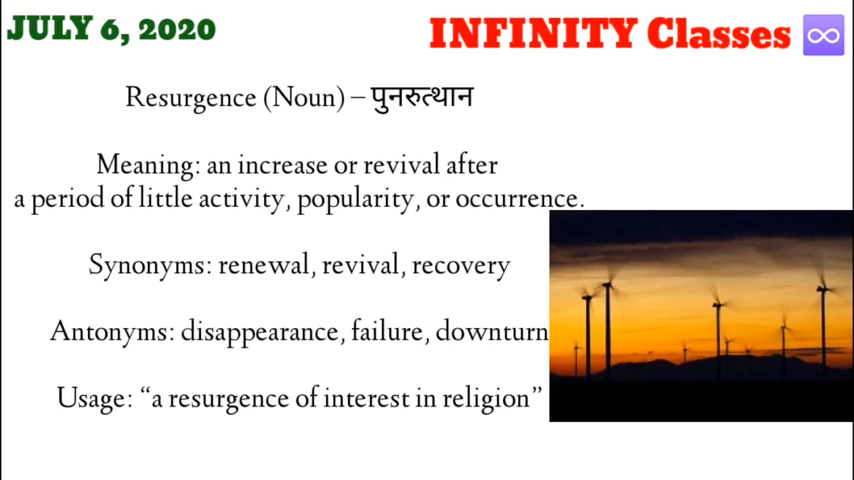 JULY 6, 2020
INFINITY Classes ♾
Resurgence (Noun) – पुनरुत्थान
Meaning: an increase or revival after
a period of little activity, popularity, or occurrence.
Synonyms: renewal, revival, recovery
Antonyms: disappearance, failure, downturn
Usage: “a resurgence of interest in religion”